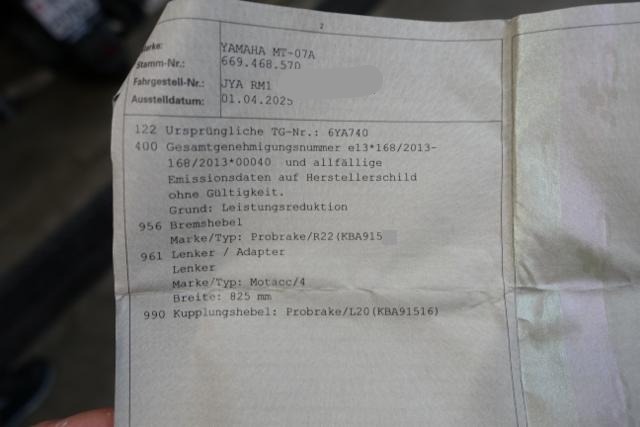 2
Marke: YAMAHA MT-07A
Stamm-Nr.: 669.468.570
Fahrgestell-Nr.: JYA RM1
Ausstelldatum: 01.04.2025
122 Ursprüngliche TG-Nr.: 6YA740
400 Gesamtgenehmigungsnummer e13*168/2013-
168/2013*00040 und allfällige
Emissionsdaten auf Herstellerschild
ohne Gültigkeit.
Grund: Leistungsreduktion
956 Bremshebel
Marke/Typ: Probrake/R22(KBA915
961 Lenker / Adapter
Lenker
Marke/Typ: Motacc/4
Breite: 825 mm
990 Kupplungshebel: Probrake/L20(KBA91516)